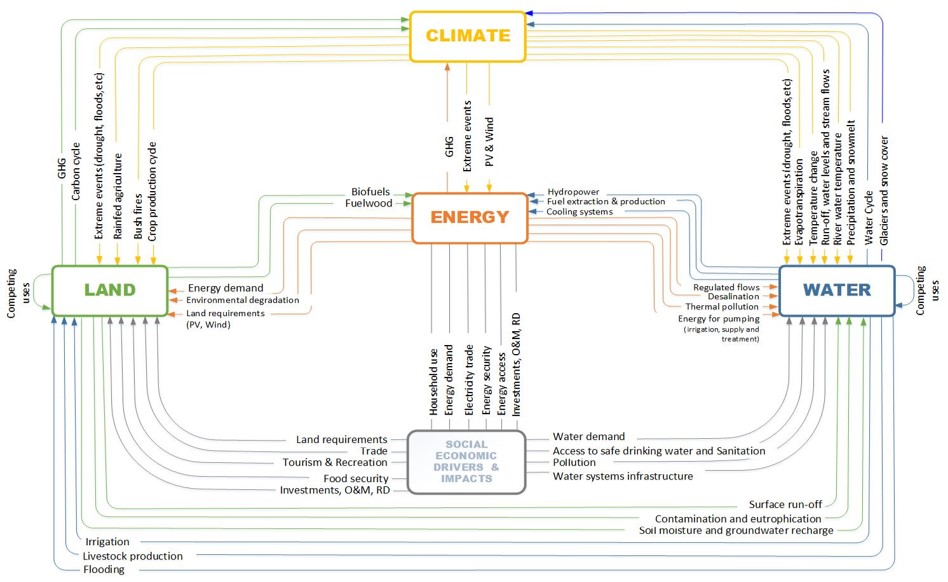 CLIMATE
GHG
Carbon cycle
Extreme events (drought, floods,etc)
Rainfed agriculture
Bush fires
Crop production cycle
GHG
Extreme events
PV & Wind
Extreme events (drought, floods,etc)
Evapotranspiration
Temperature change
Run-off, water levels and stream flows
River water temperature
Precipitation and snowmelt
Water Cycle
Glaciers and snow cover
Biofuels
Fuelwood
ENERGY
Hydropower
Fuel extraction & production
Cooling systems
Competing
uses
LAND
Energy demand
Environmental degradation
Land requirements
(PV, Wind)
Regulated flows
Desalination
Thermal pollution
Energy for pumping
(irrigation, supply and
treatment)
WATER
Competing
uses
Household use
Energy demand
Electricity trade
Energy security
Energy access
Investments, O&M, RD
Land requirements
Trade
Tourism & Recreation
Food security
Investments, O&M, RD
SOCIAL
ECONOMIC
DRIVERS &
IMPACTS
Water demand
Access to safe drinking water and Sanitation
Pollution
Water systems infrastructure
Surface run-off
Contamination and eutrophication
Soil moisture and groundwater recharge
Irrigation
Livestock production
Flooding